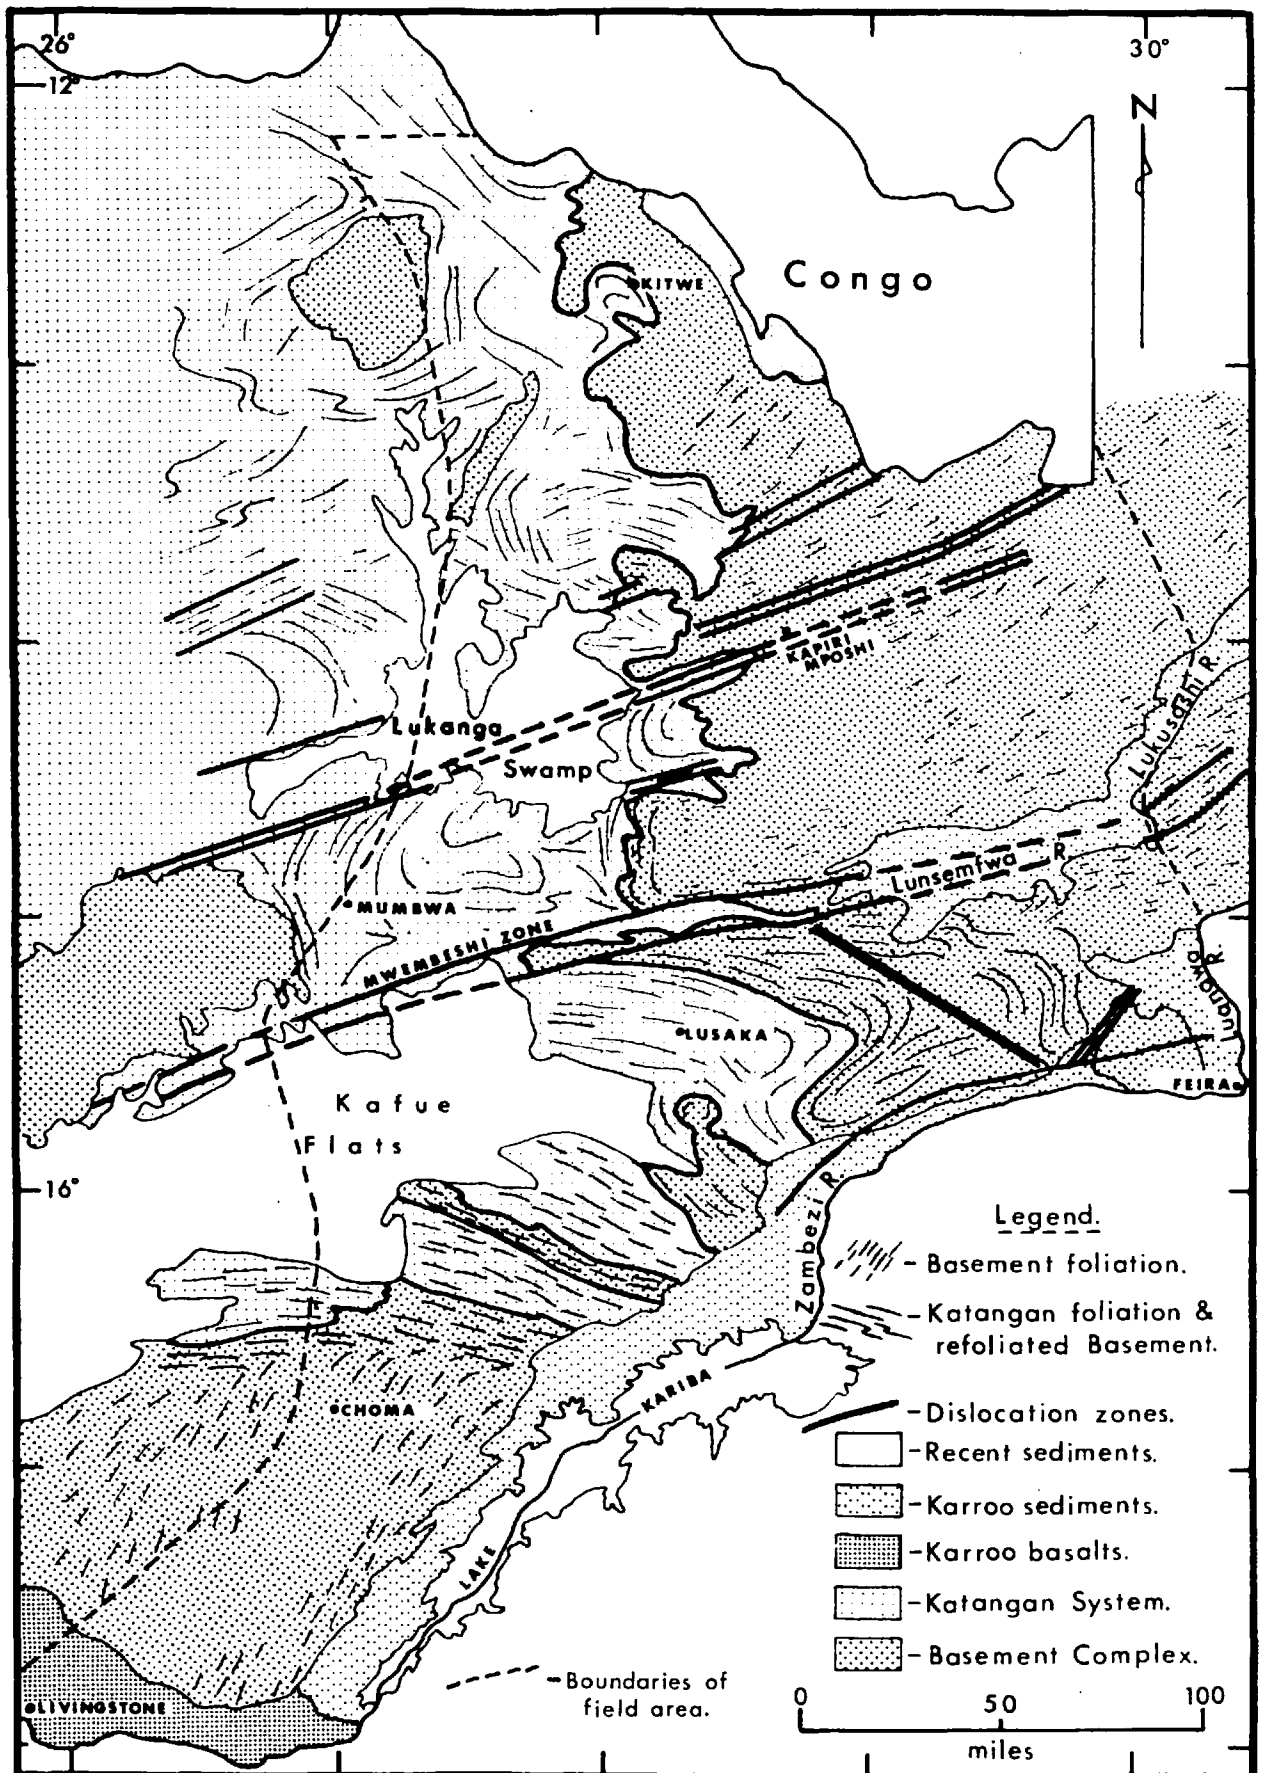 26°
30°
12°
N
Congo
KITWE
KAPIRI
MPOSHI
Lukusashi R.
Lukanga
Swamp
Lunsemfwa R
MUMBWA
MWEMBESHI ZONE
Luangwa R.
LUSAKA
FEIRA
Kafue
Flats
16°
Zambezi R.
Legend.
-Basement foliation.
-Katangan foliation &
refoliated Basement.
LAKE KARIBA
CHOMA
-Dislocation zones.
-Recent sediments.
-Karroo sediments.
-Karroo basalts.
-Katangan System.
-Basement Complex.
-Boundaries of
field area.
LIVINGSTONE
0 50 100
miles